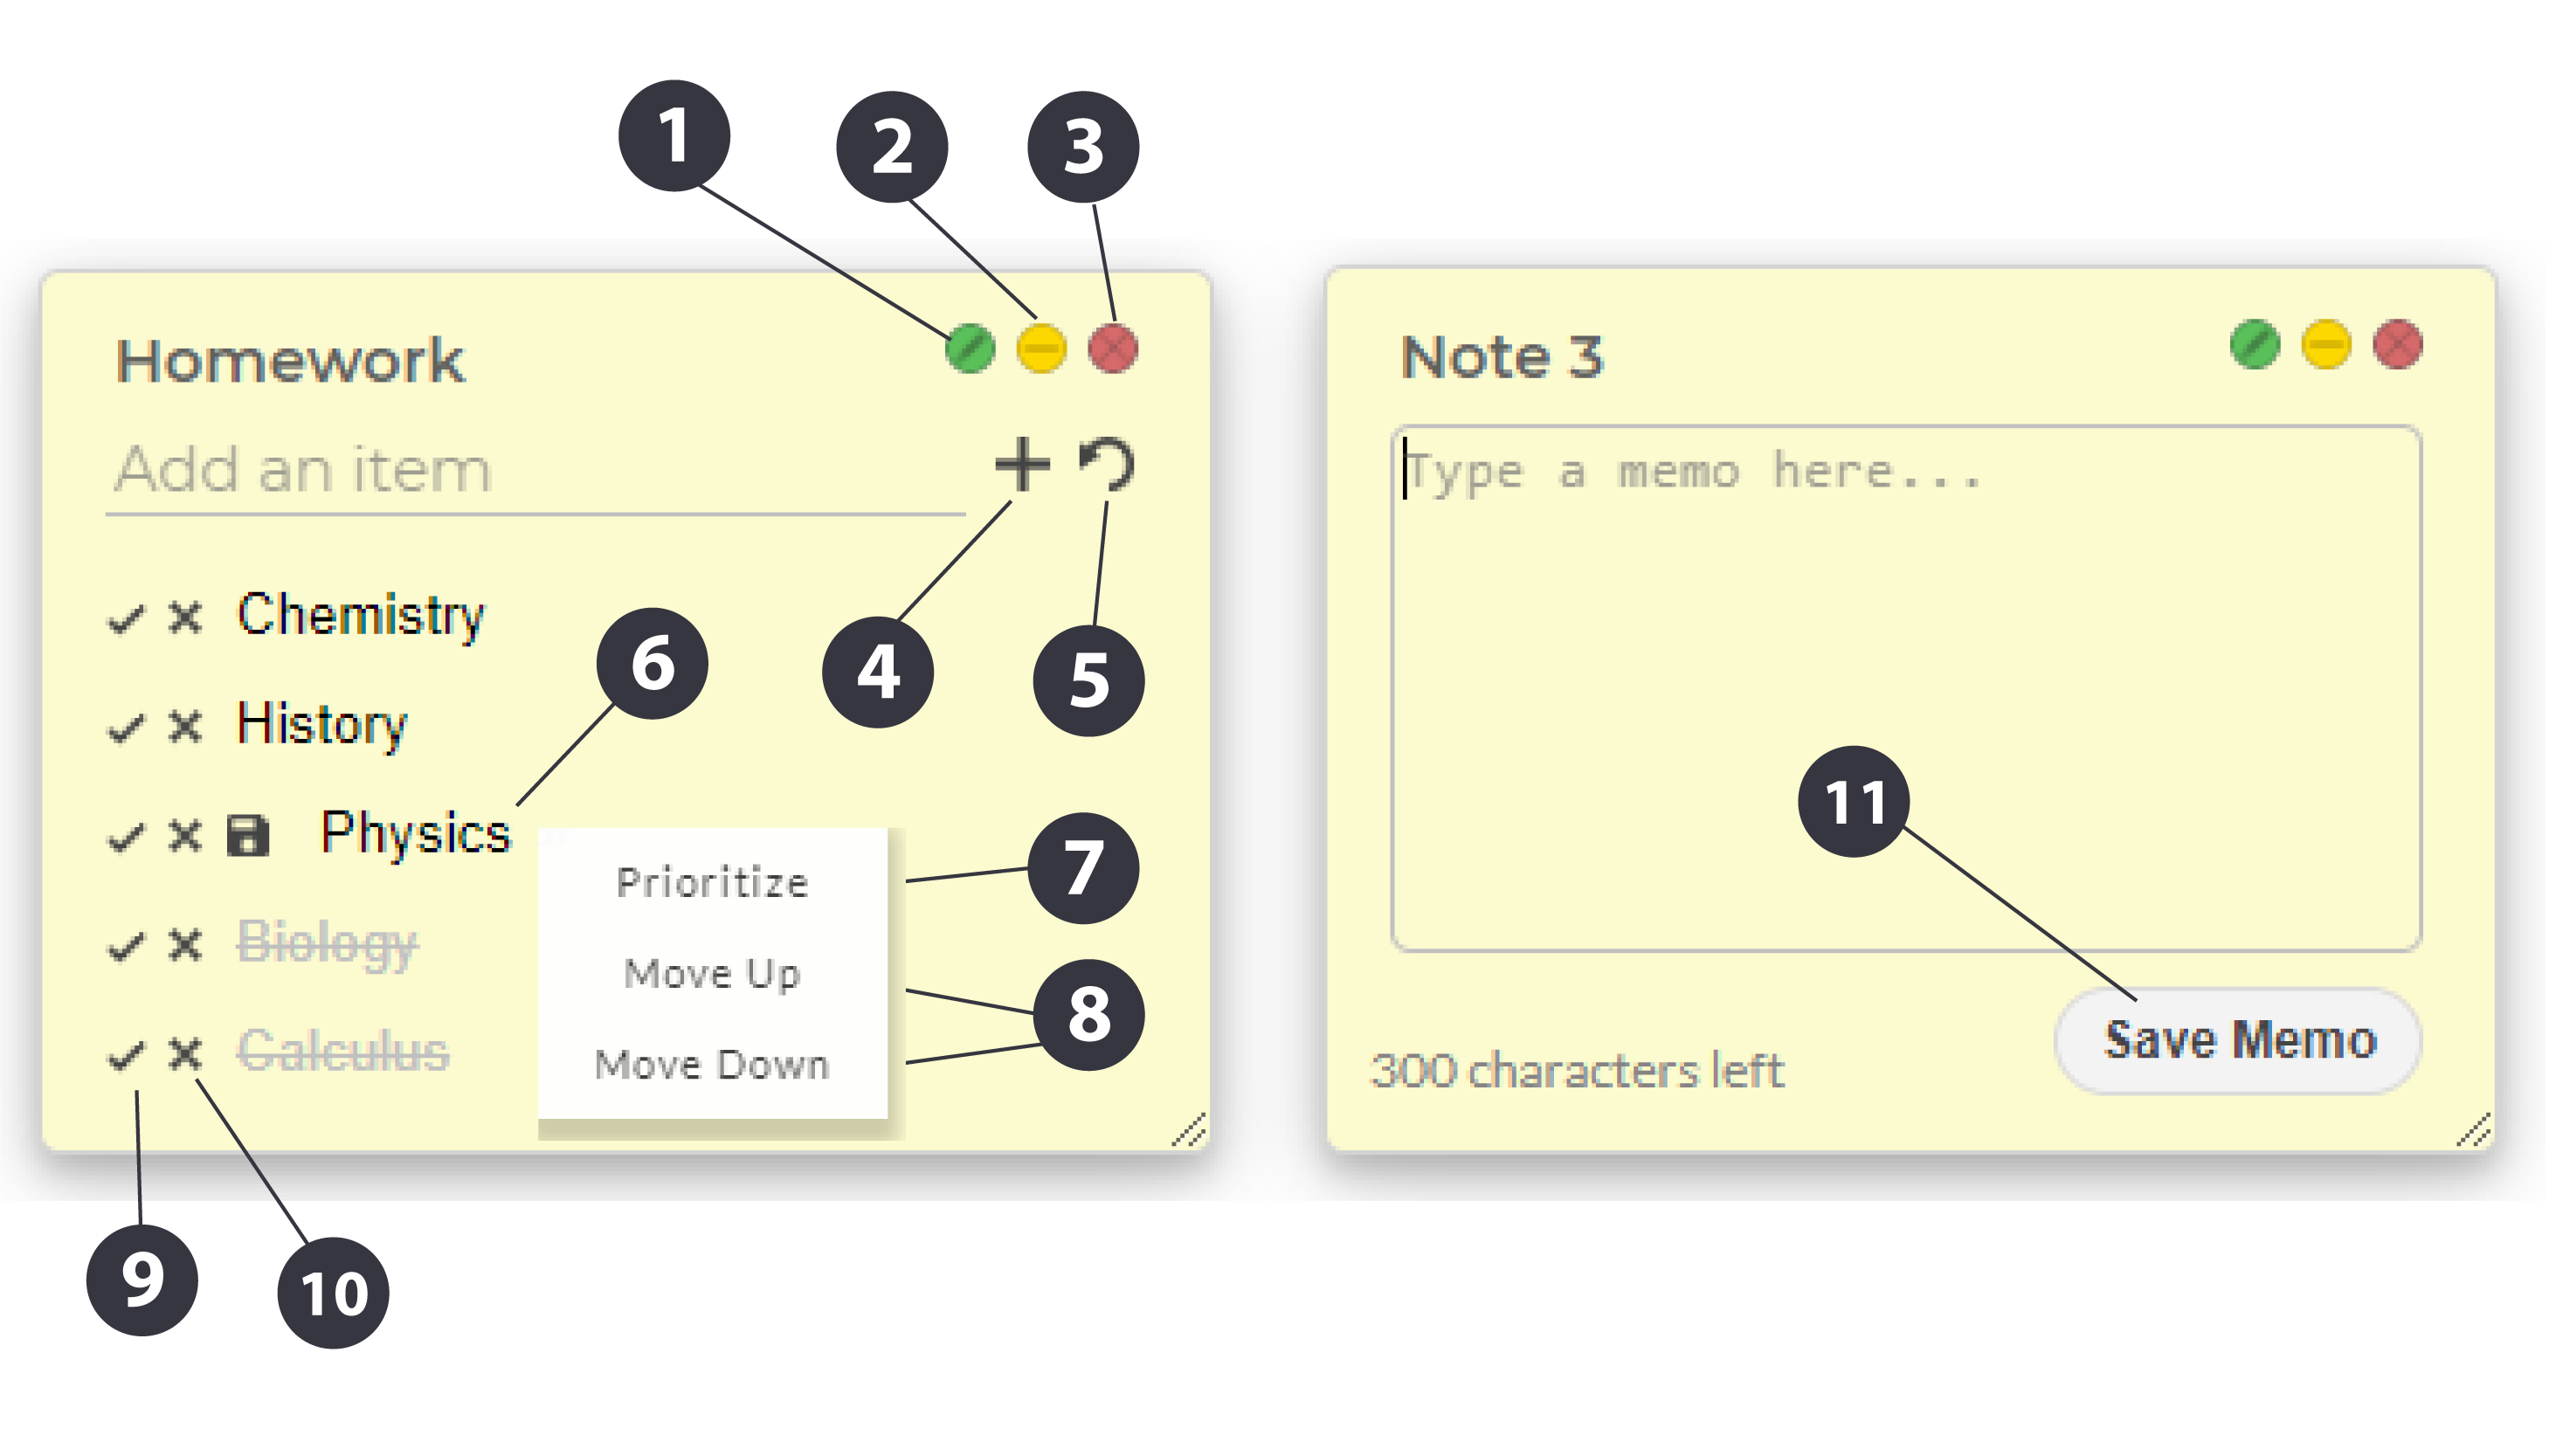 1
2
3
Homework
Add an item
Chemistry
6
4
5
History
Physics
Prioritize
7
Biology
Move Up
8
Calculus
Move Down
9
10
Note 3
Type a memo here...
11
300 characters left
Save Memo